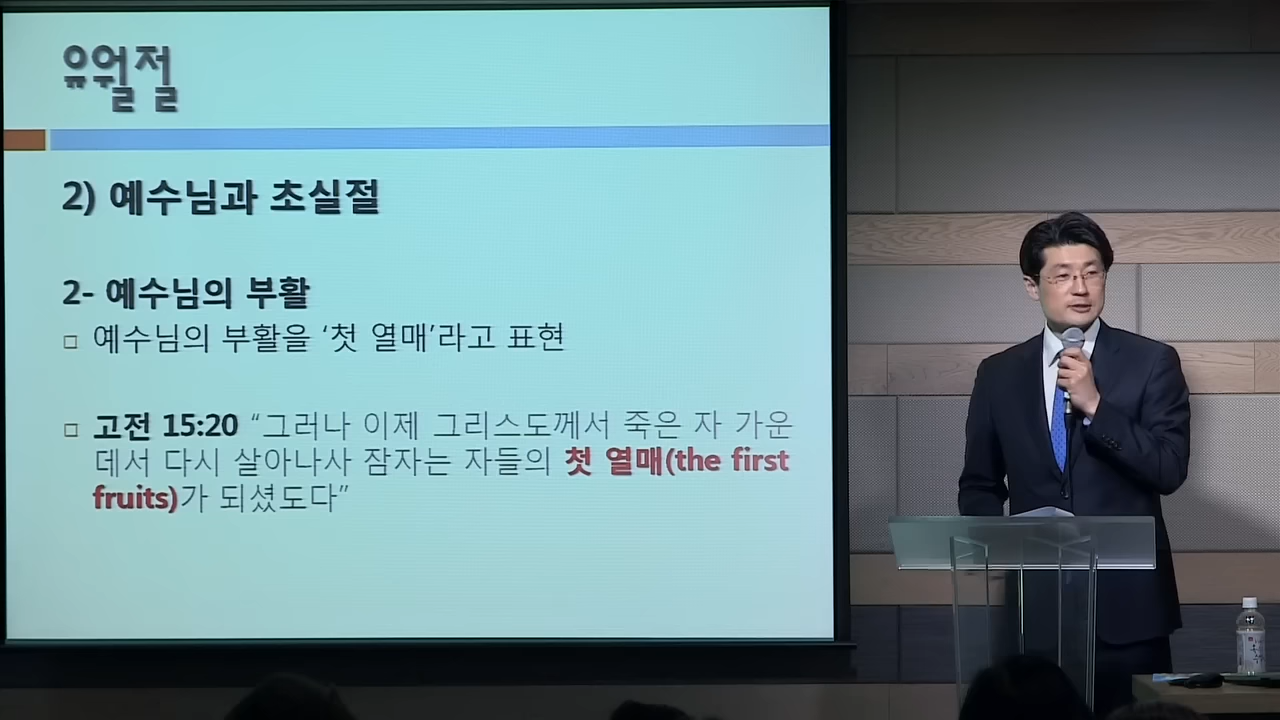 유월절
2) 예수님과 초실절
2- 예수님의 부활
□ 예수님의 부활을 ‘첫 열매’라고 표현
□ 고전 15:20 “그러나 이제 그리스도께서 죽은 자 가운
데서 다시 살아나사 잠자는 자들의 첫 열매(the first
fruits)가 되셨도다”